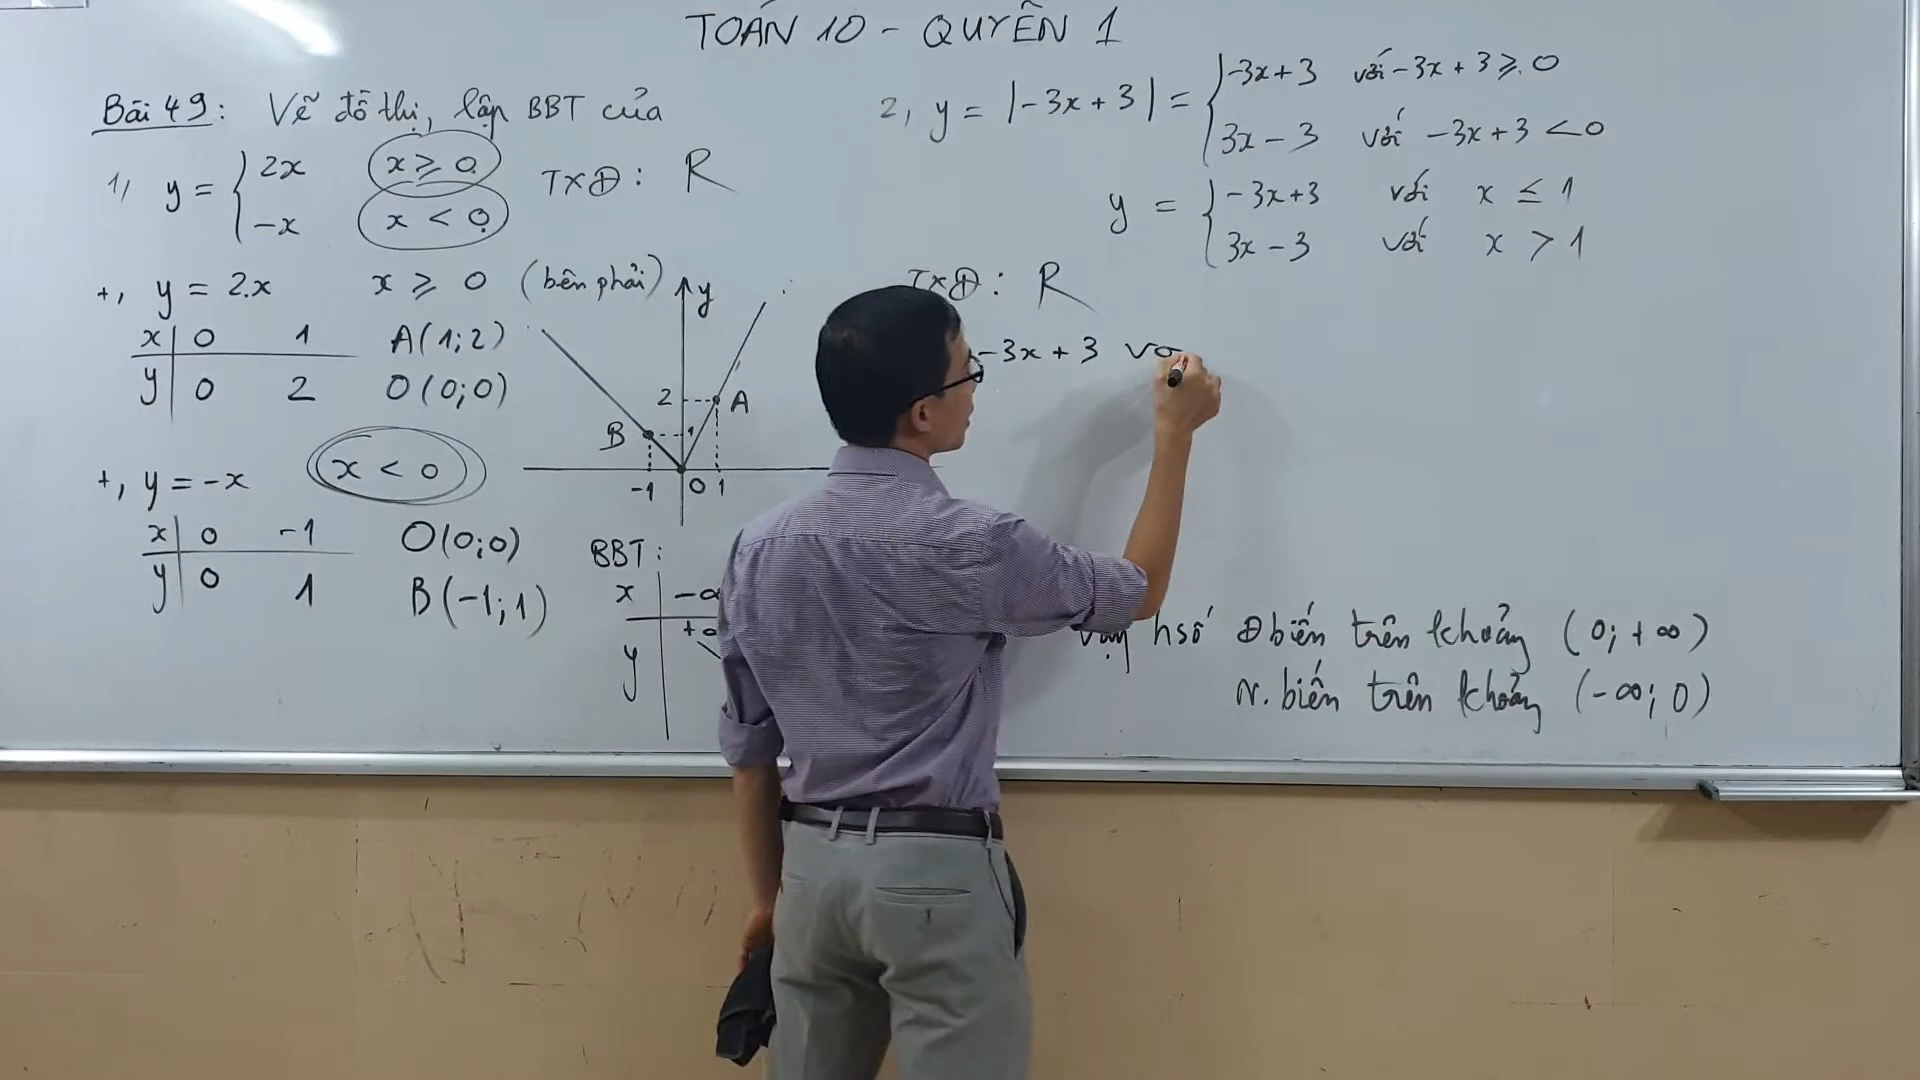 TOÁN 10 - QUYỂN 1
Bài 49: Vẽ đồ thị, lập BBT của
1, y = { 2x x ≥ 0
-x x < 0
TXĐ: R
+, y = 2.x x ≥ 0 (bên phải)
x | 0 1 A(1;2)
y | 0 2 O(0;0)
+, y = -x x < 0
x | 0 -1 O(0;0)
y | 0 1 B(-1;1)
y
2 A
B 1
-1 0 1
BBT:
x -∞
y +∞
2, y = |-3x+3| = { -3x+3 với -3x+3 ≥ 0
3x-3 với -3x+3 < 0
y = { -3x+3 với x ≤ 1
3x-3 với x > 1
TXĐ: R
-3x+3
Vậy hsố Đbiến trên khoảng (0; +∞)
N. biến trên khoảng (-∞; 0)